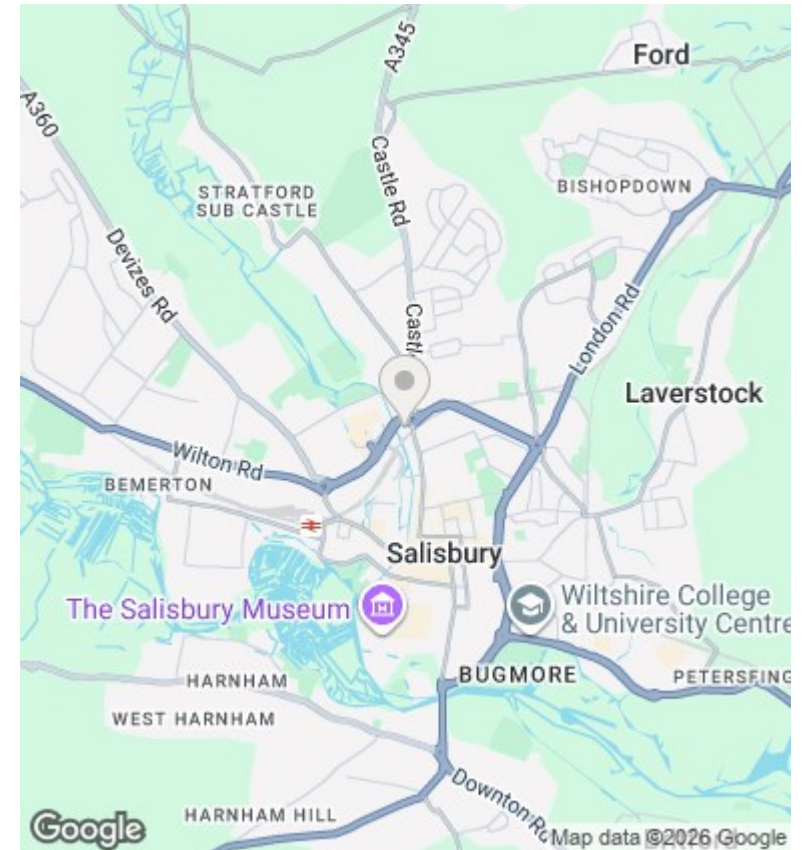 A345
Ford
A360
Castle Rd
BISHOPDOWN
STRATFORD
SUB CASTLE
Devizes Rd
Castl
London Rd
Laverstock
Wilton Rd
BEMERTON
Salisbury
The Salisbury Museum
Wiltshire College
& University Centre
HARNHAM
BUGMORE
PETERSFING
WEST HARNHAM
Downton Rd
HARNHAM HILL
Google
Map data ©2026 Google